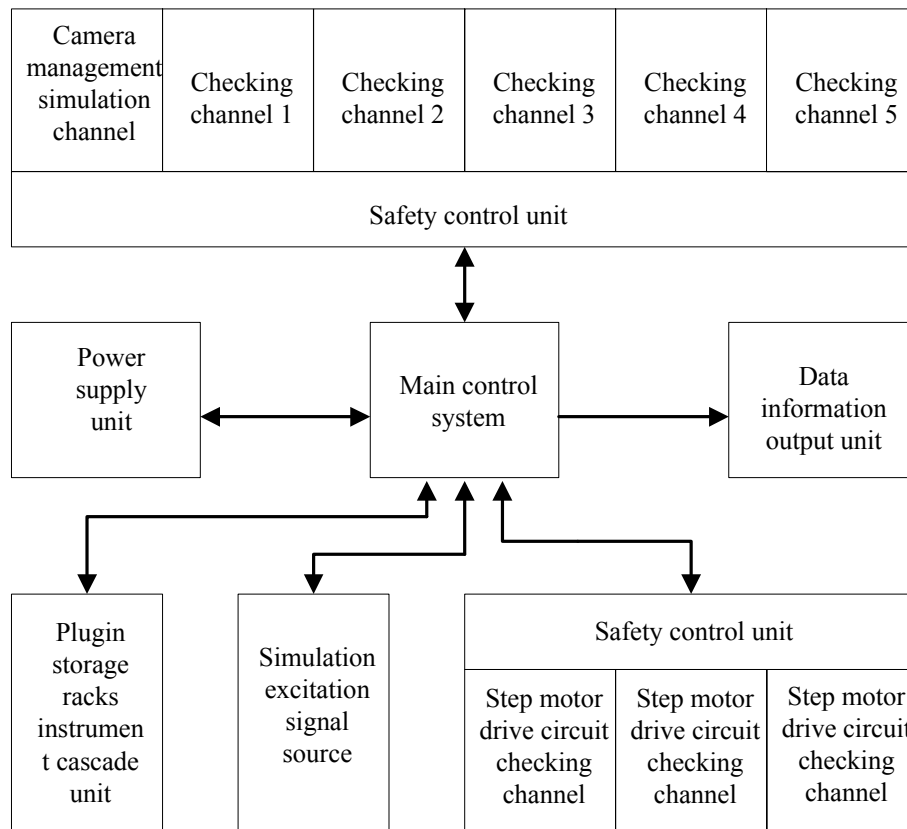 Camera
management
simulation
channel
Checking
channel 1
Checking
channel 2
Checking
channel 3
Checking
channel 4
Checking
channel 5
Safety control unit
Power
supply
unit
Main control
system
Data
information
output unit
Plugin
storage
racks
instrumen
t cascade
unit
Simulation
excitation
signal
source
Safety control unit
Step motor
drive circuit
checking
channel
Step motor
drive circuit
checking
channel
Step motor
drive circuit
checking
channel